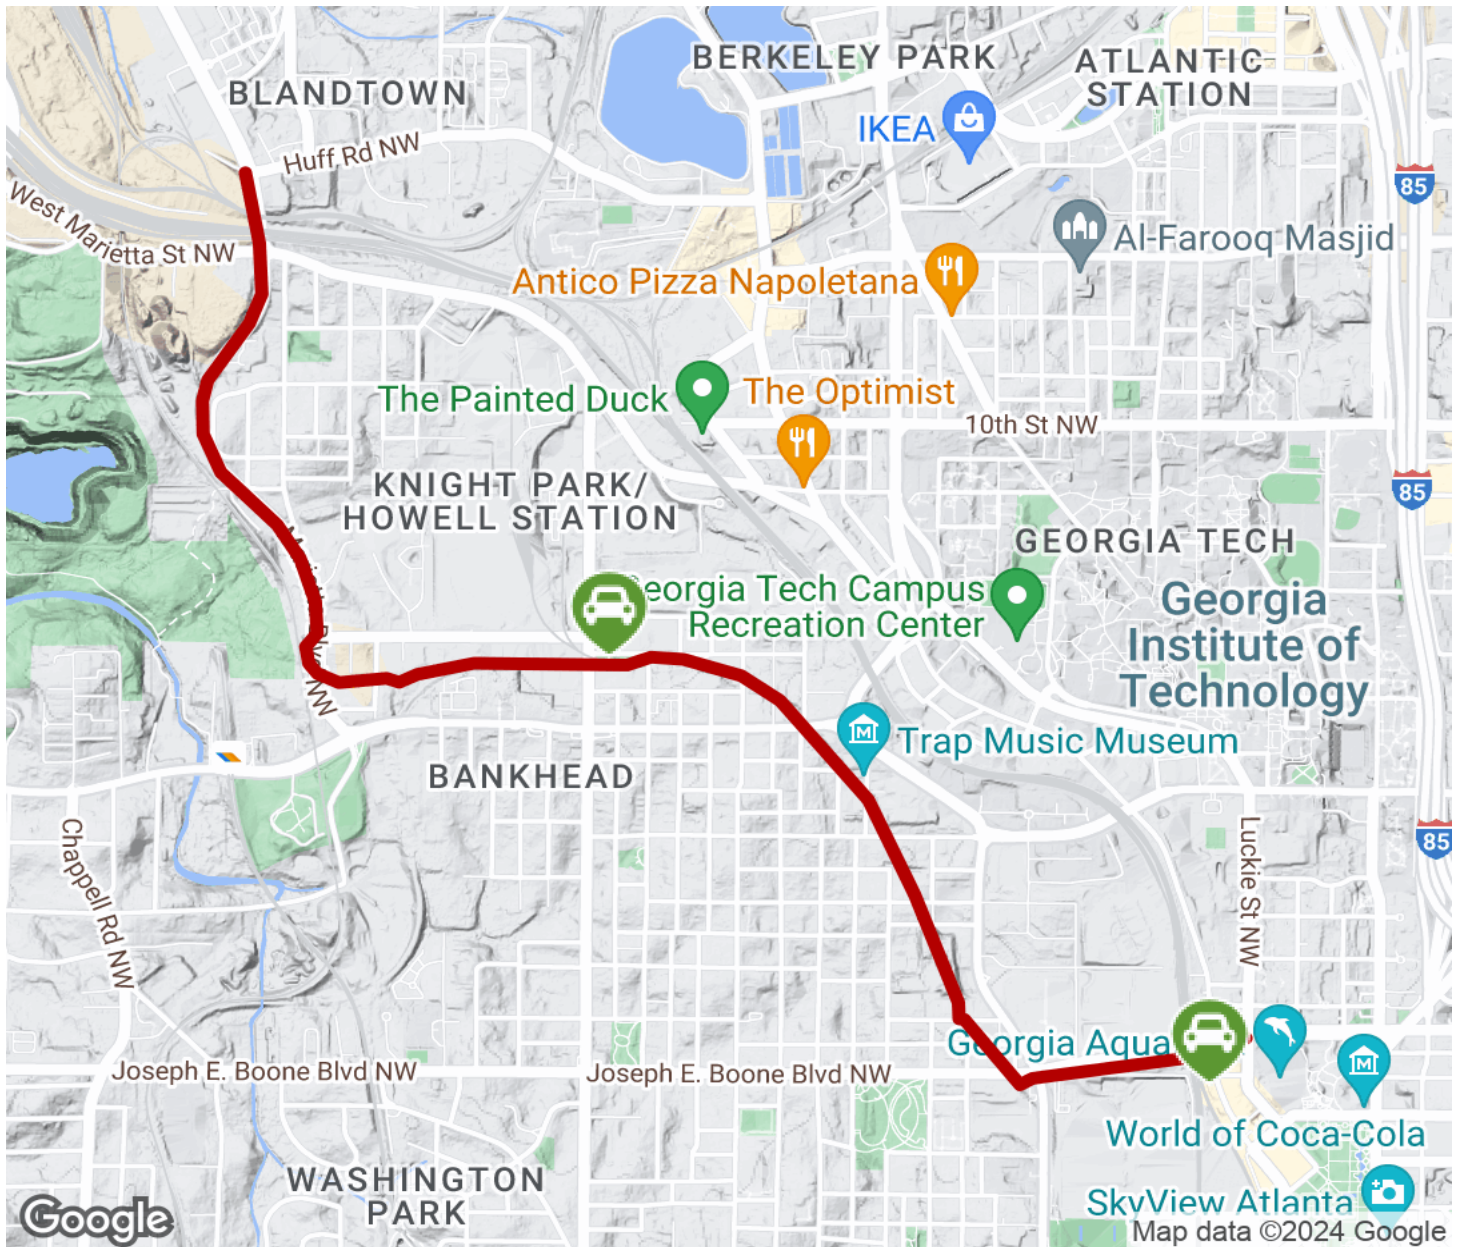 BERKELEY PARK
ATLANTIC
STATION
BLANDTOWN
IKEA
Huff Rd NW
85
West Marietta St NW
Al-Farooq Masjid
Antico Pizza Napoletana
The Painted Duck
The Optimist
10th St NW
KNIGHT PARK/
HOWELL STATION
85
GEORGIA TECH
eorgia Tech Campus
Recreation Center
Georgia
Institute of
Technology
NW
Trap Music Museum
BANKHEAD
Chappell Rd NW
Luckie St NW
85
Georgia Aqua
Joseph E. Boone Blvd NW
Joseph E. Boone Blvd NW
World of Coca-Cola
WASHINGTON
PARK
SkyView Atlanta
Google
Map data ©2024 Google